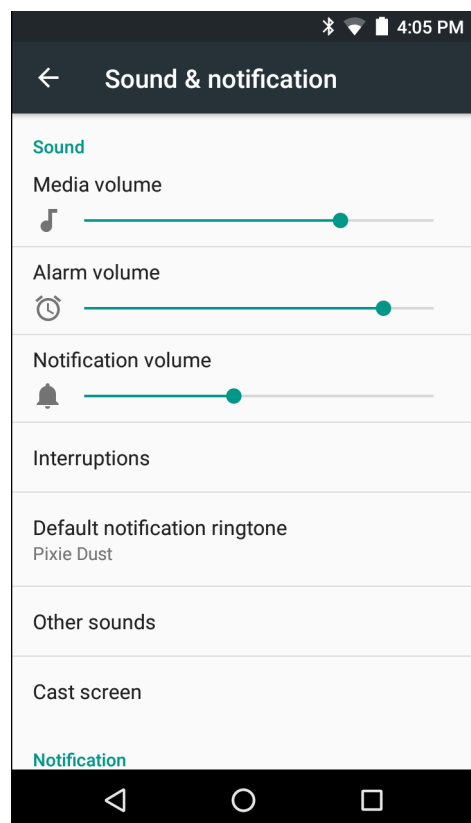 4:05 PM
Sound & notification
Sound
Media volume
Alarm volume
Notification volume
Interruptions
Default notification ringtone
Pixie Dust
Other sounds
Cast screen
Notification